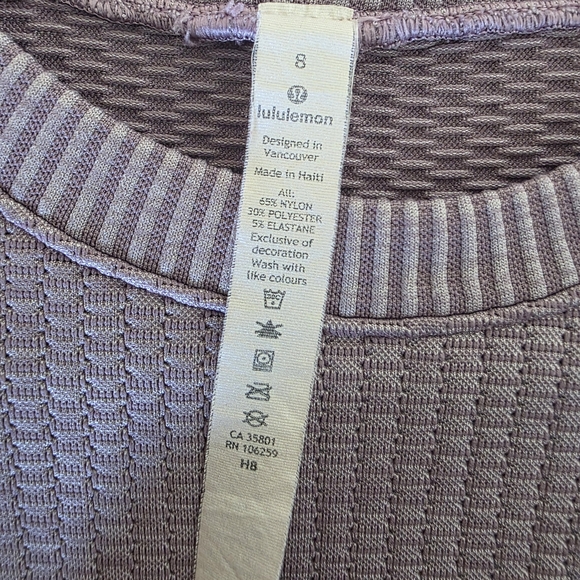 8
lululemon
Designed in
Vancouver
Made in Haiti
All:
65% NYLON
30% POLYESTER
5% ELASTANE
Exclusive of
decoration
Wash with
like colours
CA 35801
RN 106259
H8